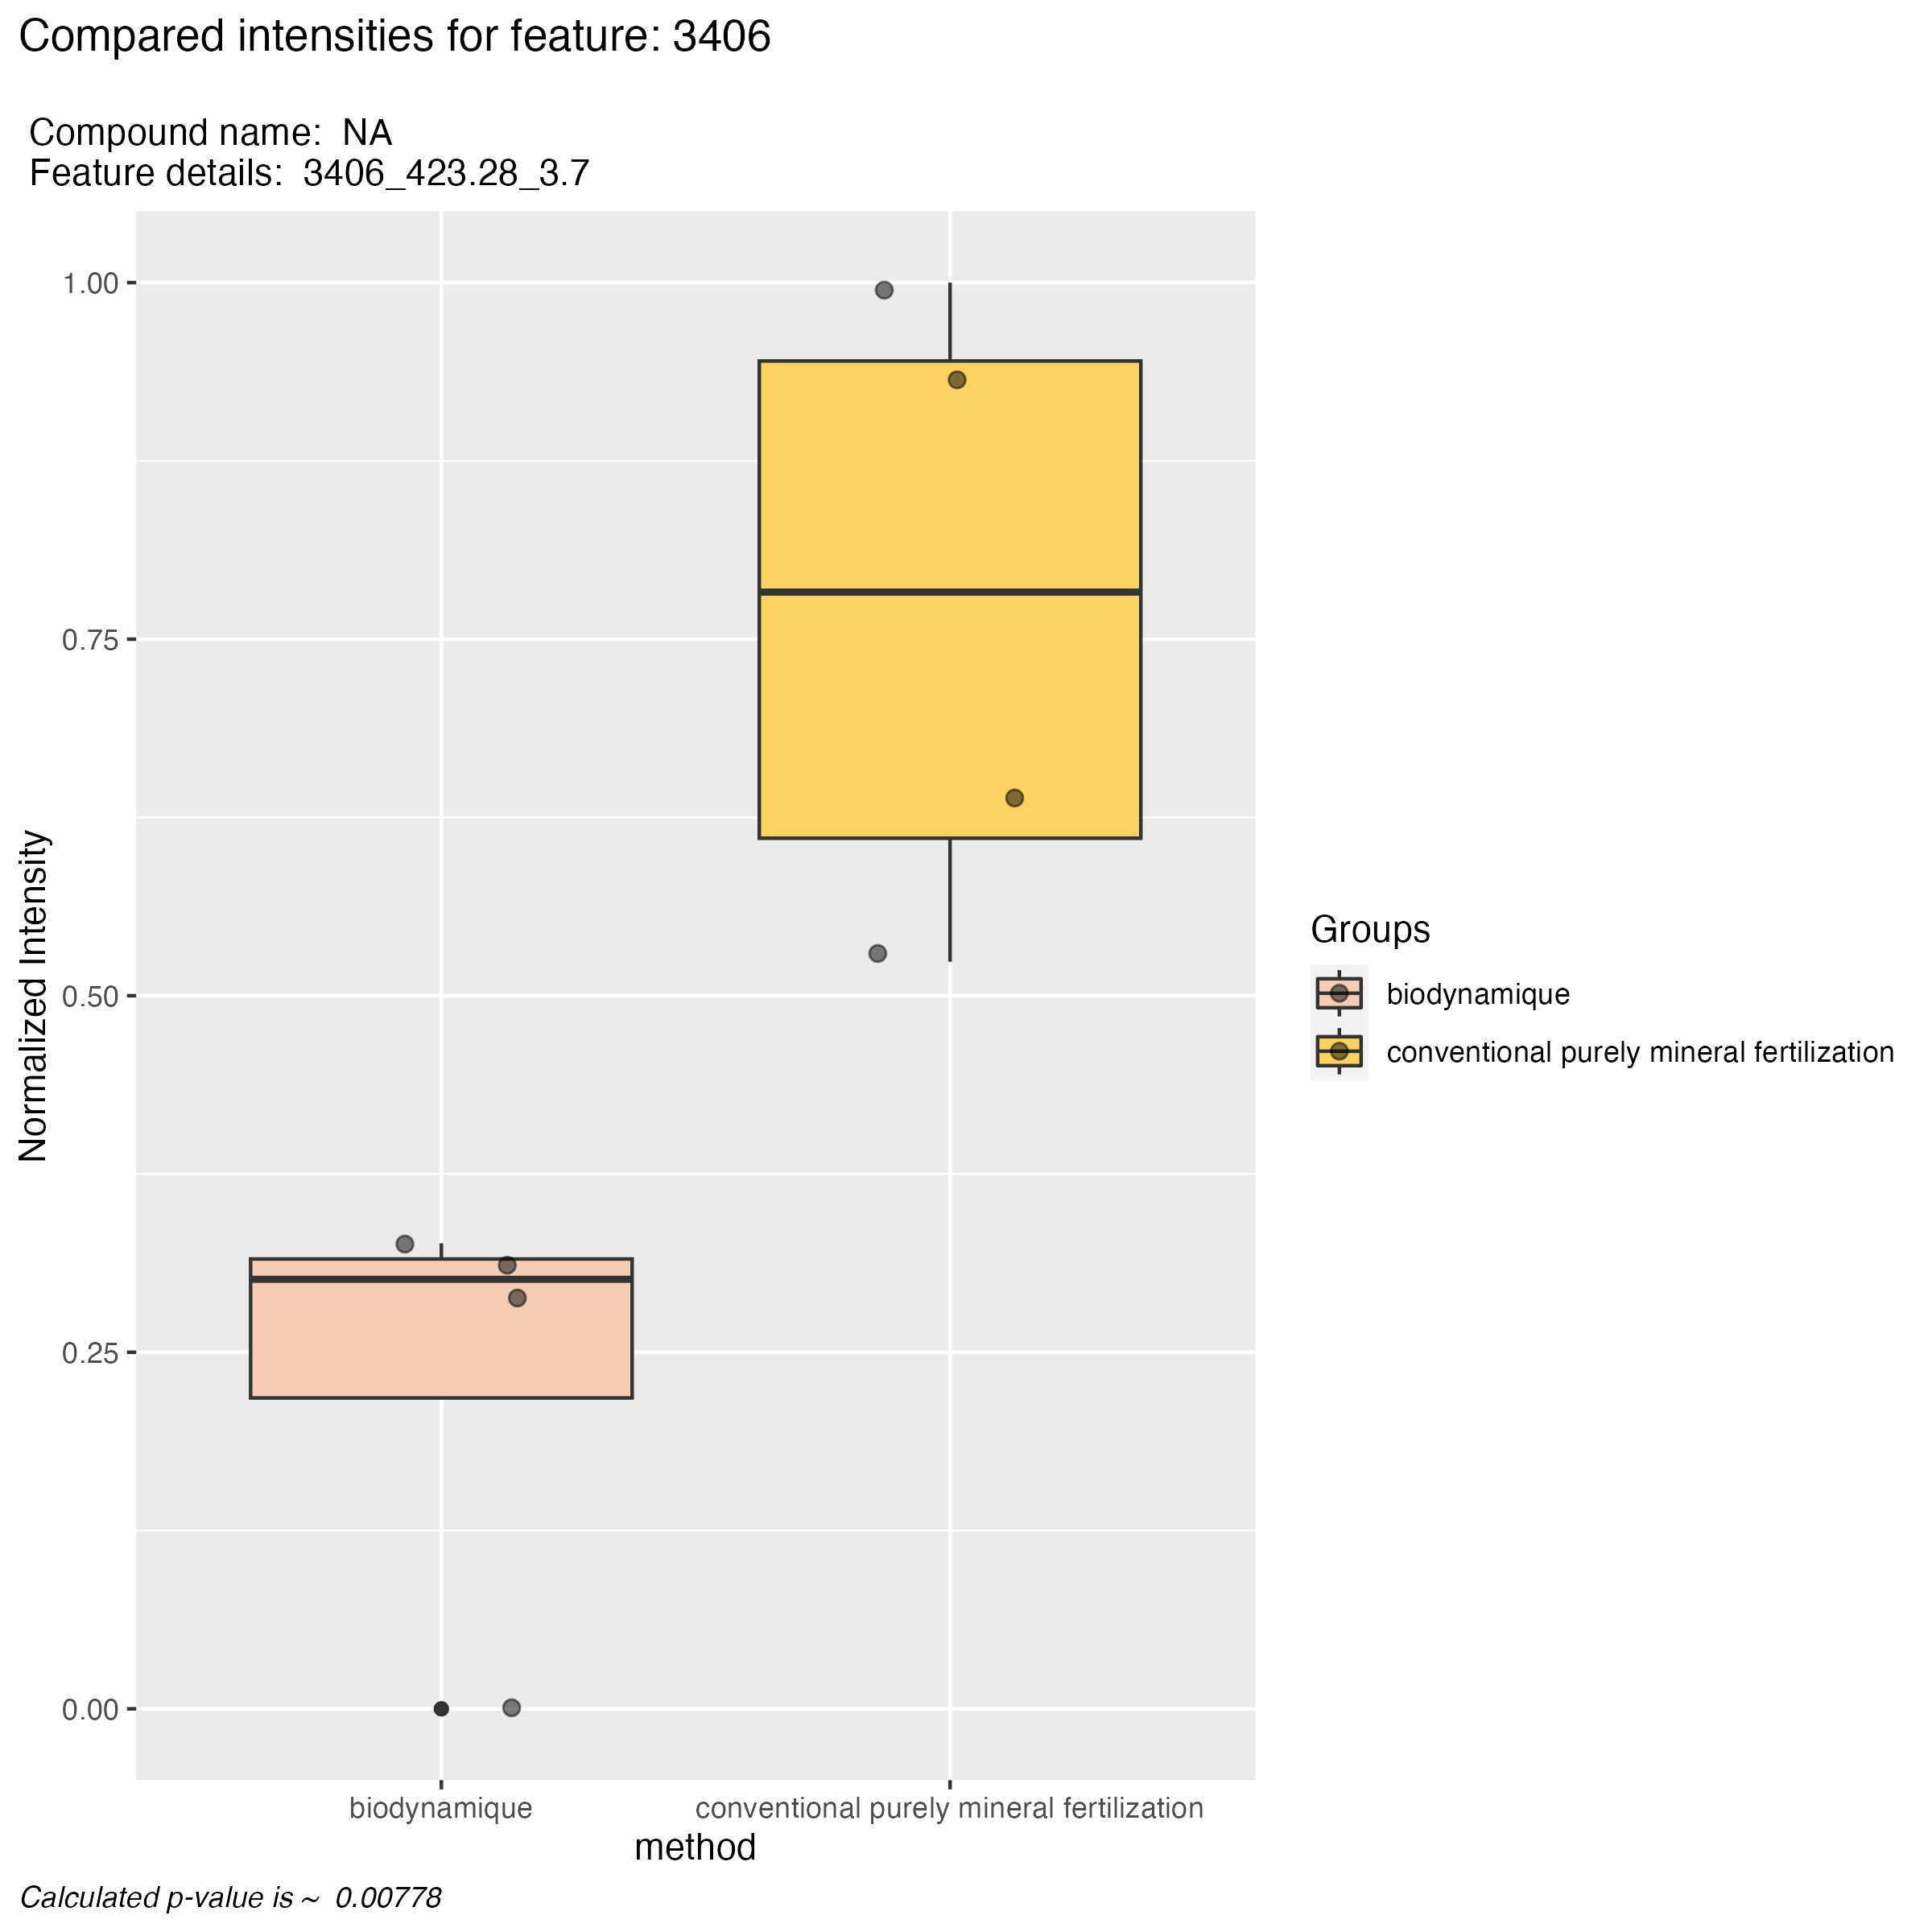 Compared intensities for feature: 3406
Compound name:  NA
Feature details:  3406_423.28_3.7
1.00
0.75
0.50
0.25
0.00
Normalized Intensity
biodynamique
conventional purely mineral fertilization
method
Groups
biodynamique
conventional purely mineral fertilization
Calculated p-value is ~  0.00778